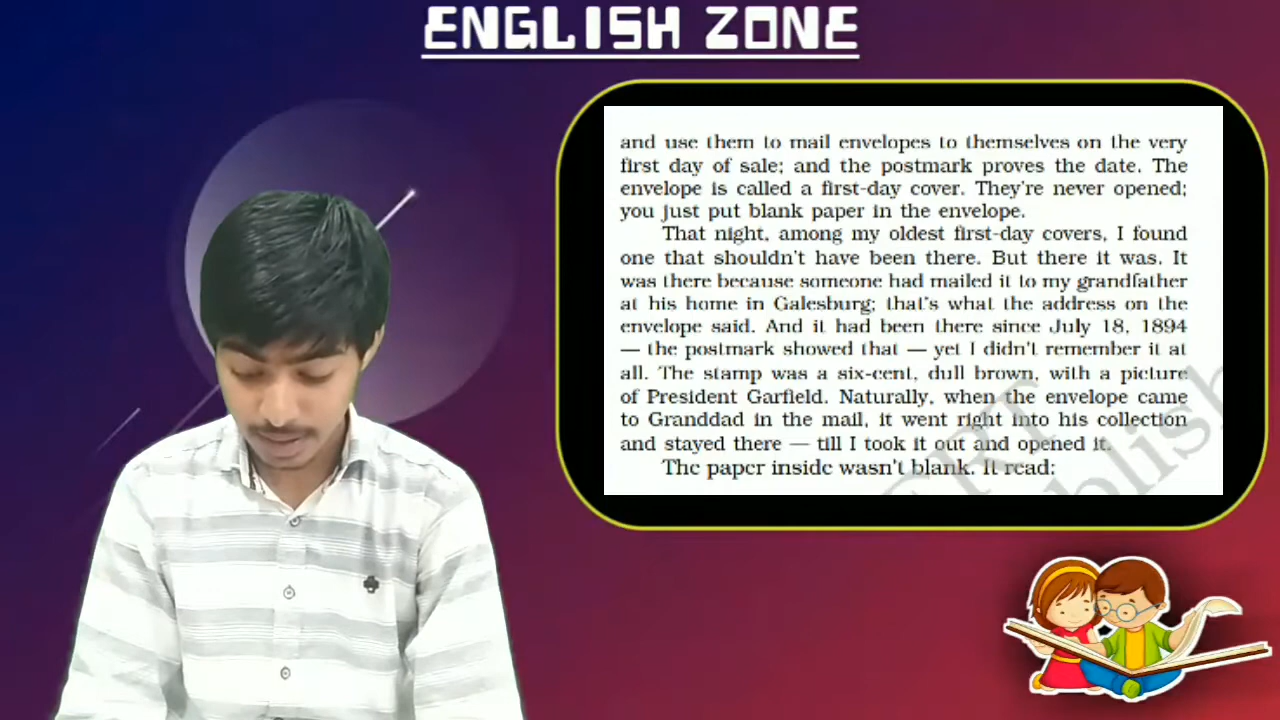 ENGLISH ZONE
and use them to mail envelopes to themselves on the very
first day of sale; and the postmark proves the date. The
envelope is called a first-day cover. They're never opened;
you just put blank paper in the envelope.
That night, among my oldest first-day covers, I found
one that shouldn't have been there. But there it was. It
was there because someone had mailed it to my grandfather
at his home in Galesburg; that's what the address on the
envelope said. And it had been there since July 18, 1894
— the postmark showed that — yet I didn't remember it at
all. The stamp was a six-cent, dull brown, with a picture
of President Garfield. Naturally, when the envelope came
to Granddad in the mail, it went right into his collection
and stayed there — till I took it out and opened it.
The paper inside wasn't blank. It read: